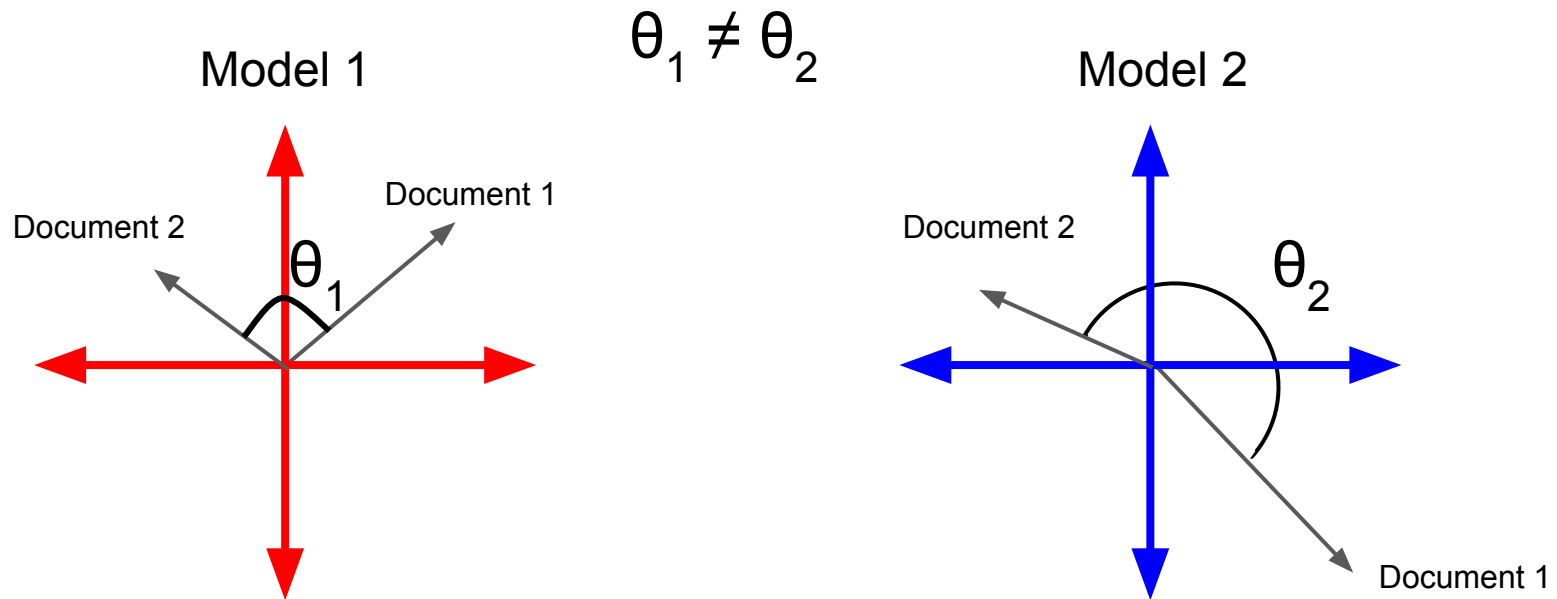 θ₁ ≠ θ₂
Model 1
Model 2
Document 1
Document 2
θ₁
Document 2
θ₂
Document 1